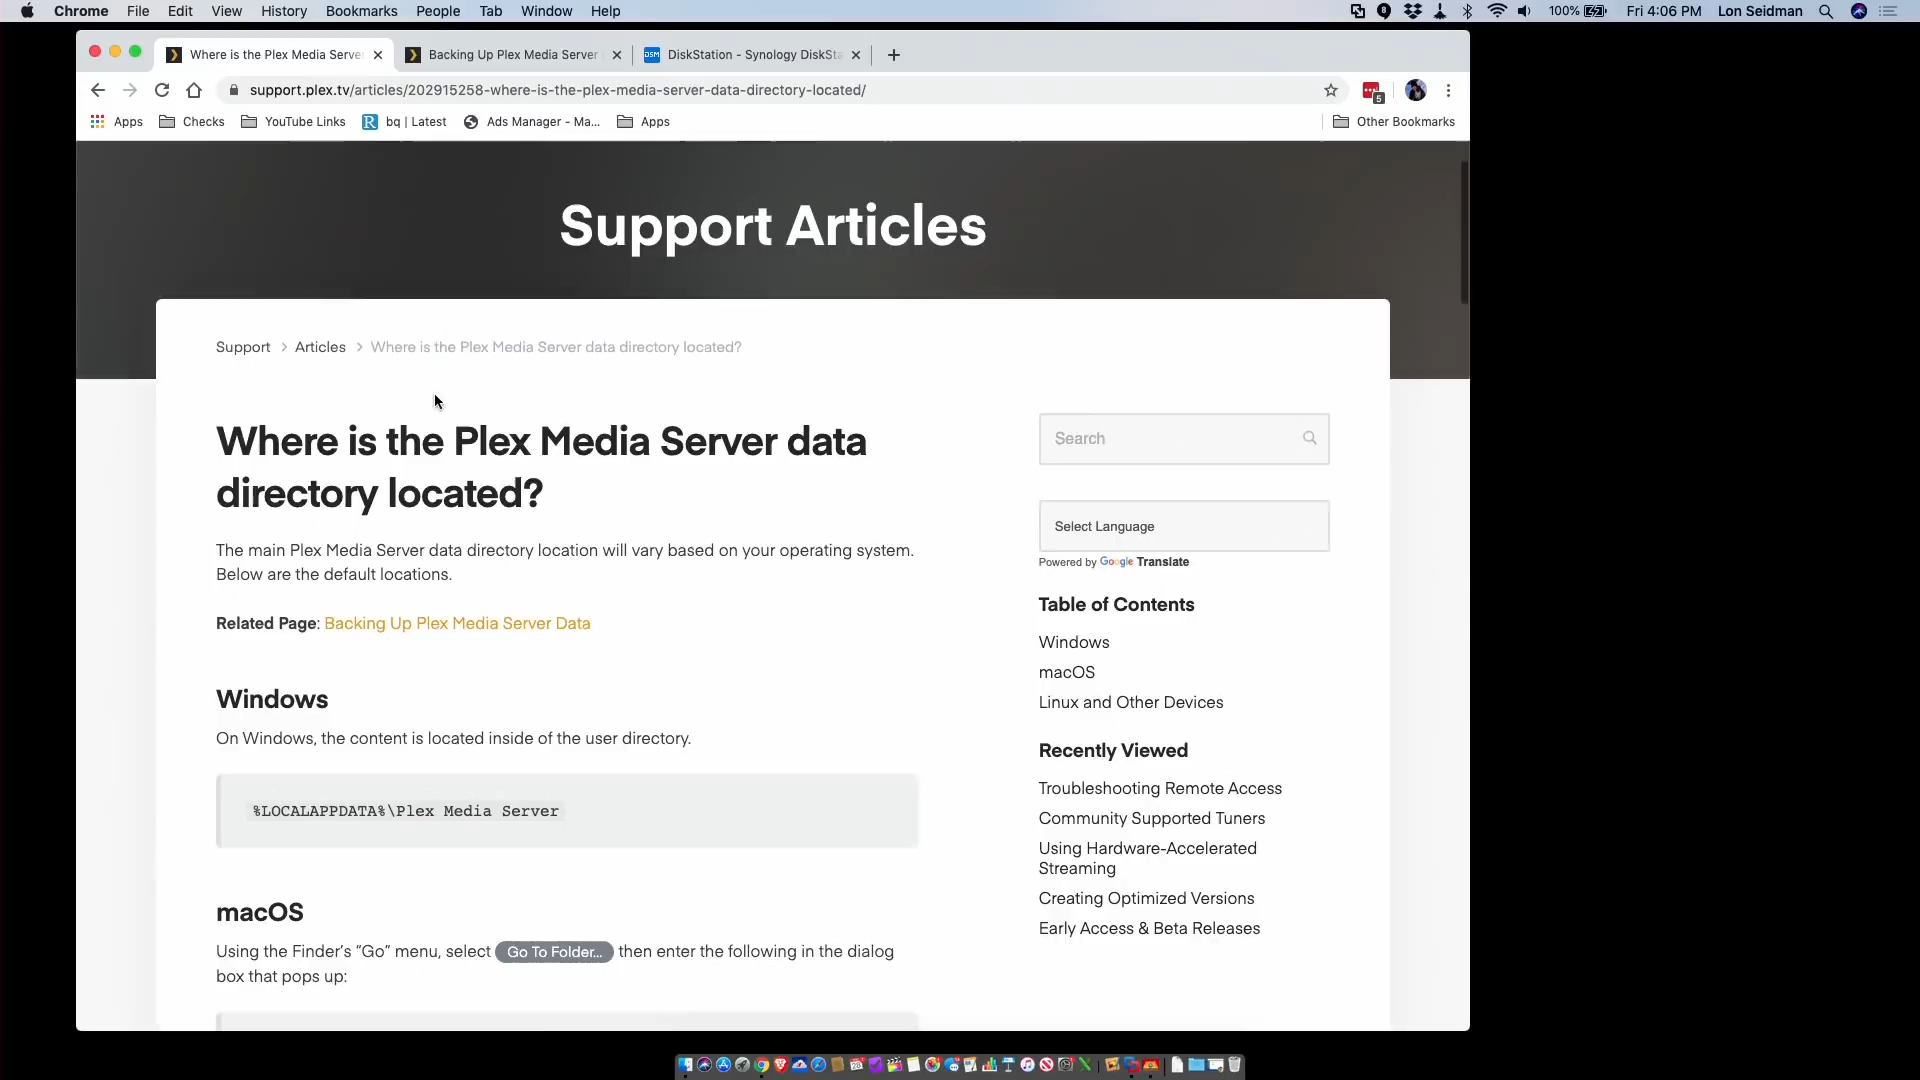 Chrome File Edit View History Bookmarks People Tab Window Help
100% Fri 4:06 PM Lon Seidman
Where is the Plex Media Serve
Backing Up Plex Media Server
DSM DiskStation - Synology DiskSta
support.plex.tv/articles/202915258-where-is-the-plex-media-server-data-directory-located/
5
Apps Checks YouTube Links bq | Latest Ads Manager - Ma... Apps Other Bookmarks
Support Articles
Support > Articles > Where is the Plex Media Server data directory located?
Where is the Plex Media Server data
directory located?
The main Plex Media Server data directory location will vary based on your operating system.
Below are the default locations.
Related Page: Backing Up Plex Media Server Data
Windows
On Windows, the content is located inside of the user directory.
%LOCALAPPDATA%\Plex Media Server
macOS
Using the Finder's “Go” menu, select Go To Folder... then enter the following in the dialog
box that pops up:
Search
Select Language
Powered by Google Translate
Table of Contents
Windows
macOS
Linux and Other Devices
Recently Viewed
Troubleshooting Remote Access
Community Supported Tuners
Using Hardware-Accelerated
Streaming
Creating Optimized Versions
Early Access & Beta Releases